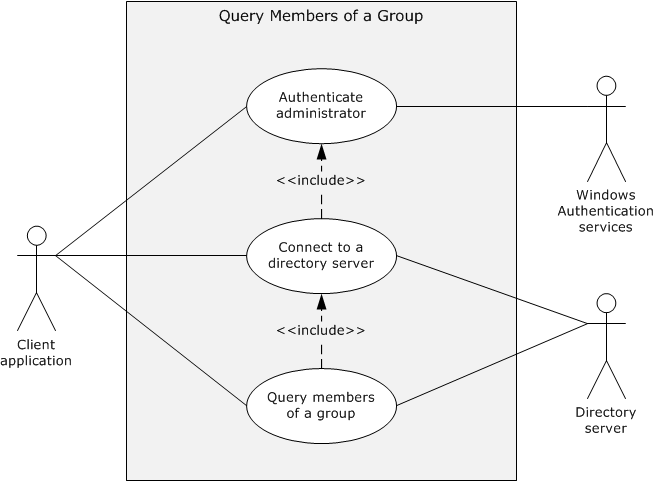 Query Members of a Group
Authenticate
administrator
<<include>>
Windows
Authentication
services
Connect to a
directory server
<<include>>
Client
application
Query members
of a group
Directory
server